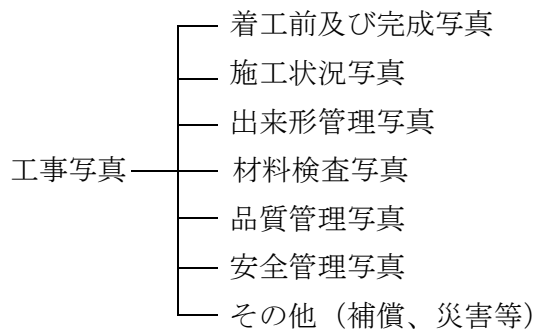 着工前及び完成写真
施工状況写真
出来形管理写真
工事写真
材料検査写真
品質管理写真
安全管理写真
その他（補償、災害等）